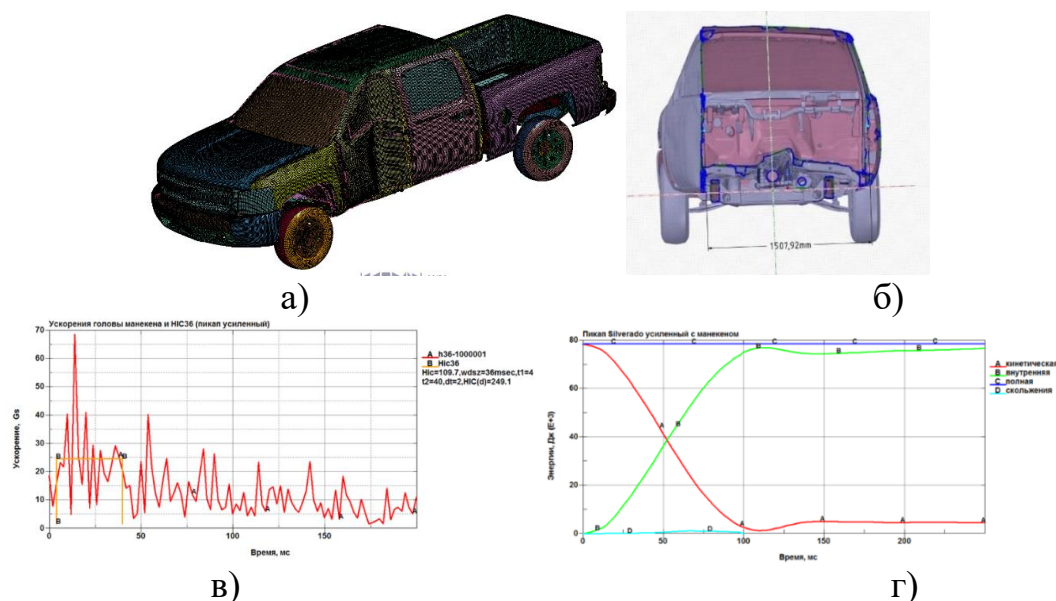 1507,92mm
а)
б)
Ускорения головы манекена и HIC36 (пикап усиленный)
70
60
50
40
30
20
10
0
Ускорение, Gs
0
50
100
150
Время, мс
A h36-1000001
B Hic36
Hic=109.7,wdsz=36msec,t1=4
t2=40,dt=2,HIC(d)=249.1
A
B
B
B
A
A
A
A
Пикап Silverado усиленный с манекеном
80
60
40
20
0
Энергии, Дж (E+3)
0
50
100
150
200
Время, мс
A кинетическая
B внутренняя
C полная
D скольжения
C
C
C
C
C
B
B
B
A
B
B
D
D
A
A
A
A
в)
г)